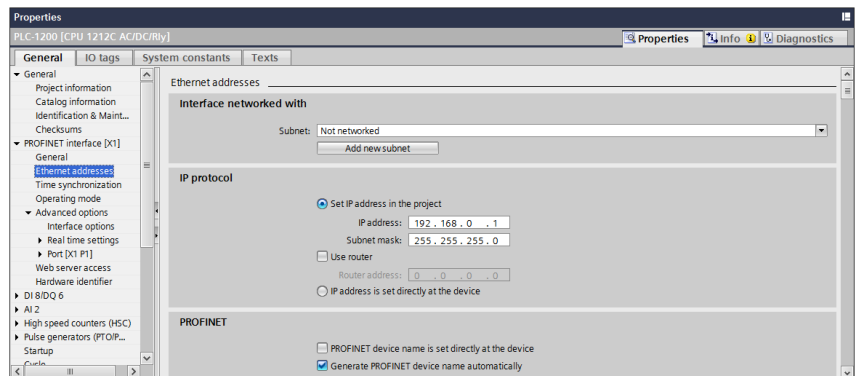 Properties
PLC-1200 [CPU 1212C AC/DC/Rly]
Properties
Info
Diagnostics
General
IO tags
System constants
Texts
General
Project information
Catalog information
Identification & Maint...
Checksums
PROFINET interface [X1]
General
Ethernet addresses
Time synchronization
Operating mode
Advanced options
Interface options
Real time settings
Port [X1 P1]
Web server access
Hardware identifier
DI 8/DQ 6
AI 2
High speed counters (HSC)
Pulse generators (PTO/P...
Startup
Cycle
Ethernet addresses
Interface networked with
Subnet: Not networked
Add new subnet
IP protocol
Set IP address in the project
IP address: 192 . 168 . 0 . 1
Subnet mask: 255 . 255 . 255 . 0
Use router
Router address: 0 . 0 . 0 . 0
IP address is set directly at the device
PROFINET
PROFINET device name is set directly at the device
Generate PROFINET device name automatically